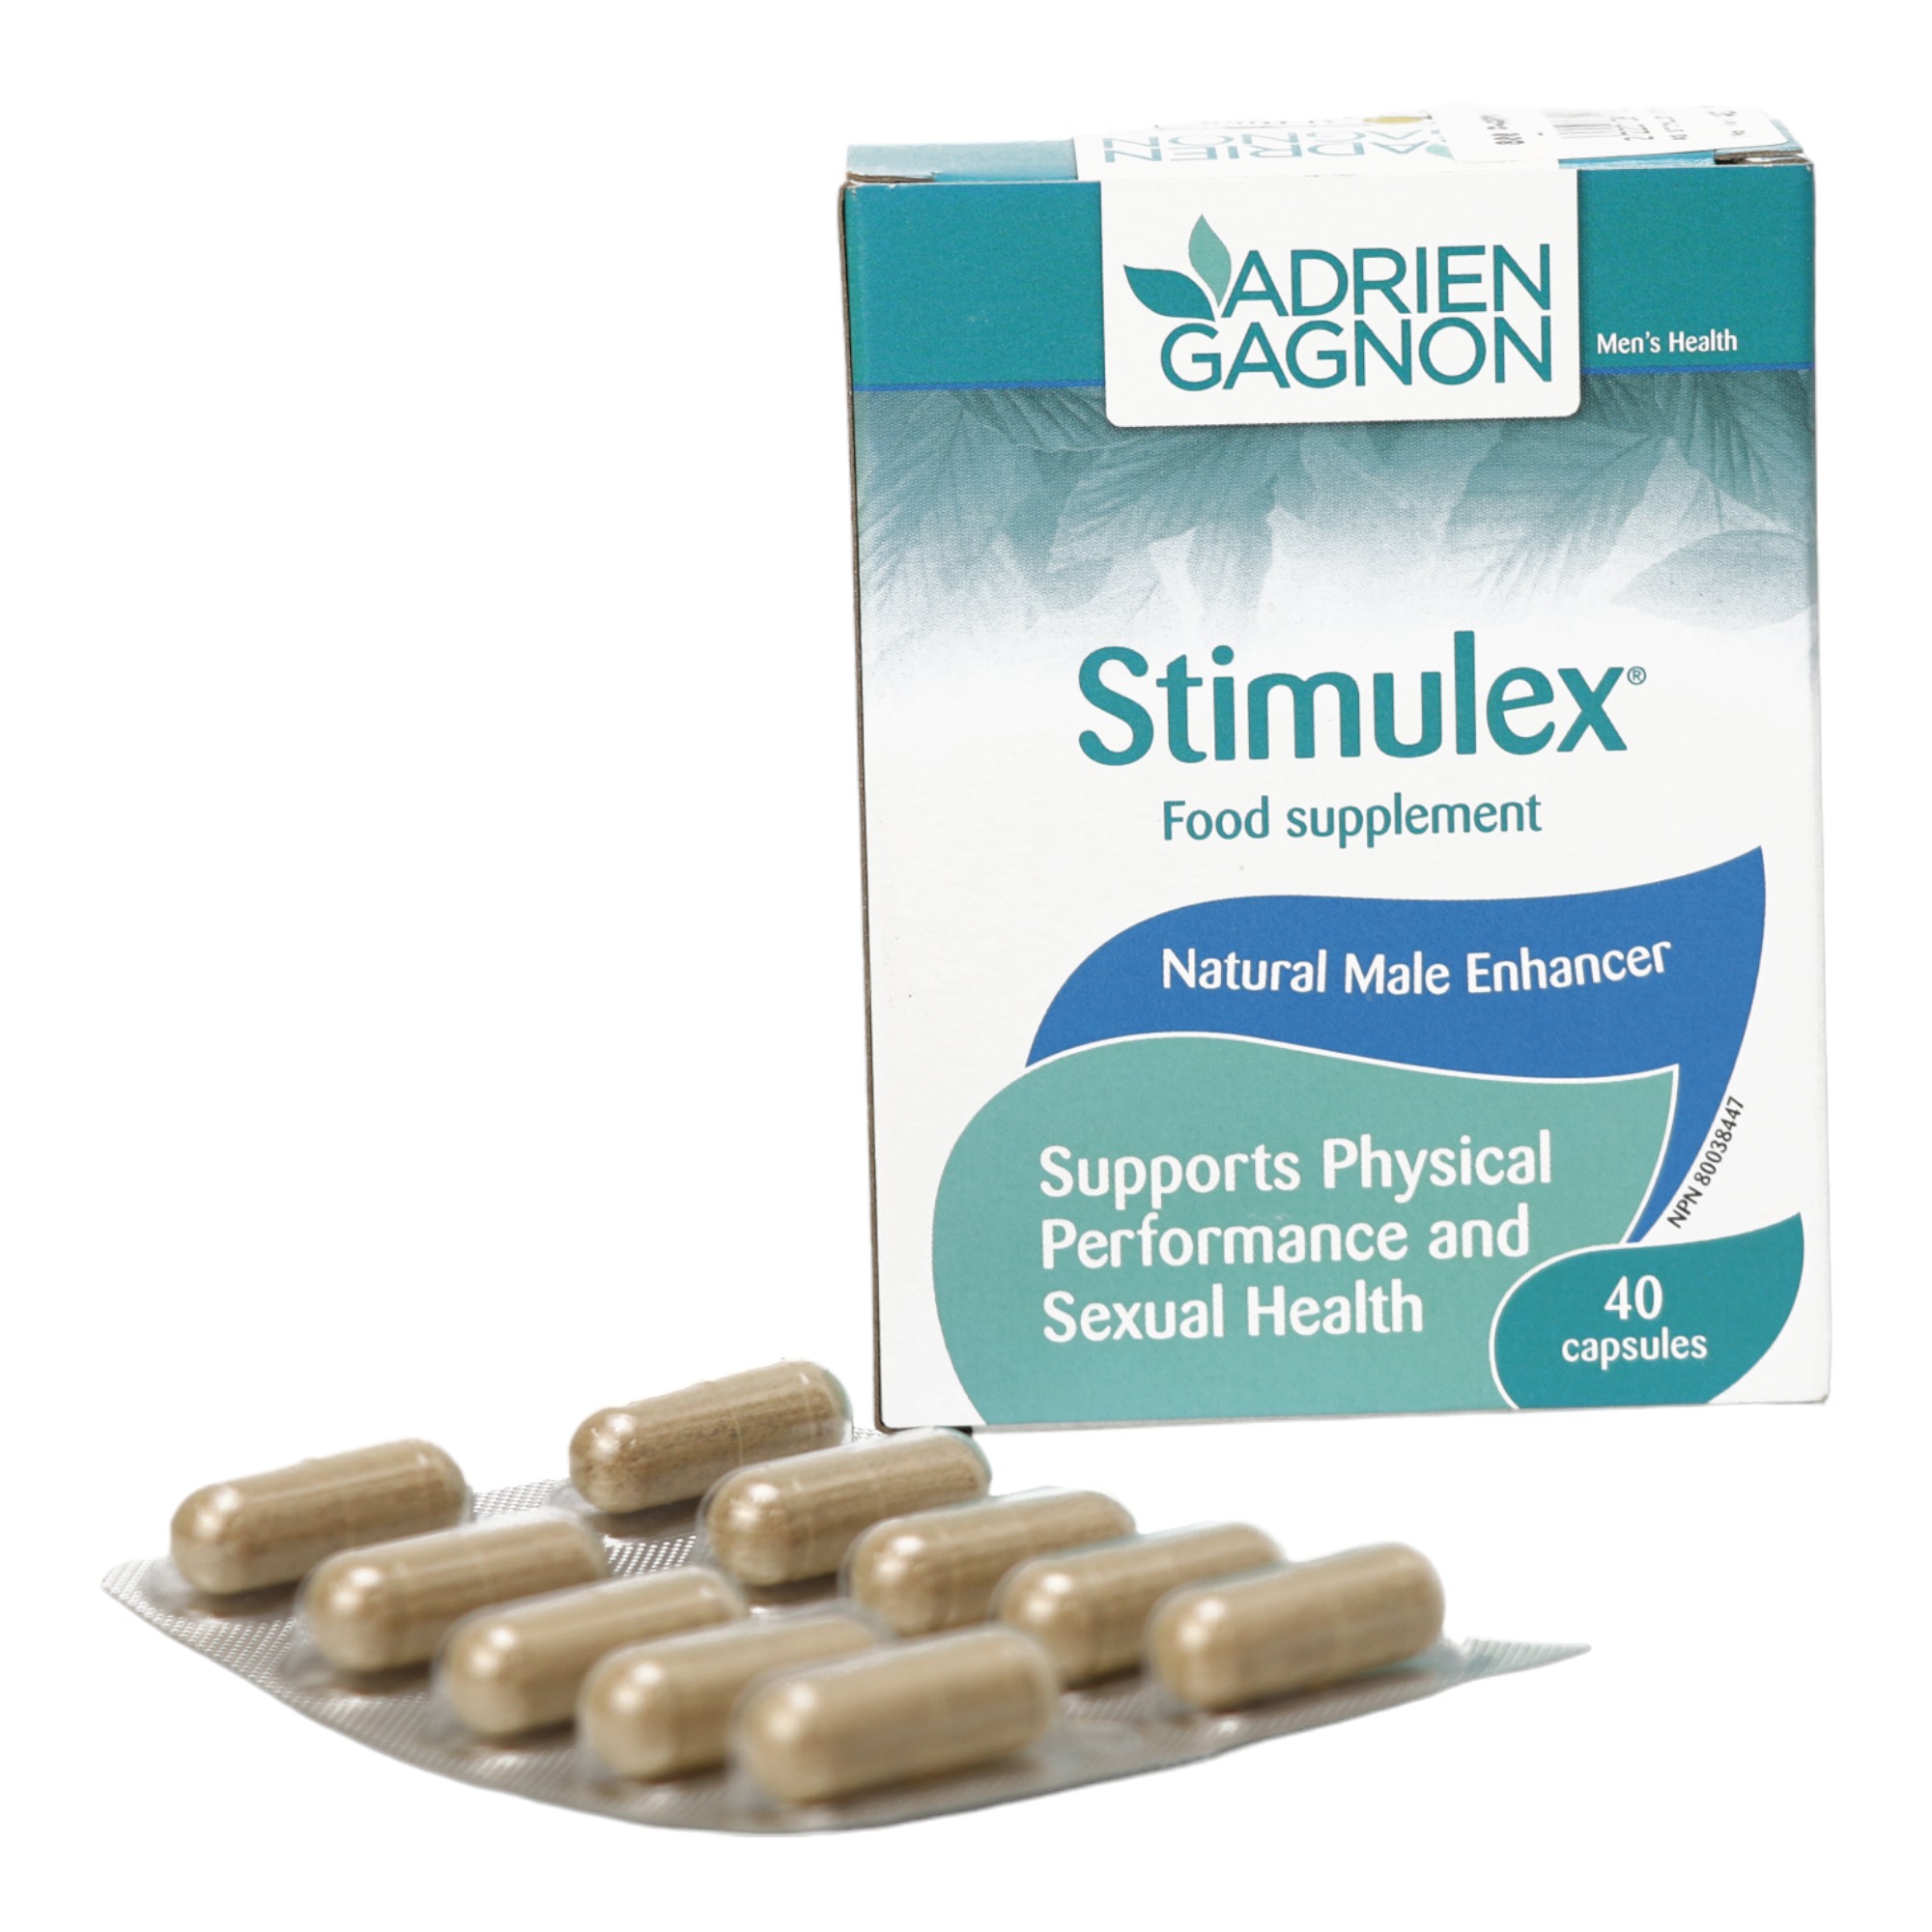 ADRIEN
GAGNON
Men's Health
Stimulex®
Food supplement
Natural Male Enhancer
Supports Physical
Performance and
Sexual Health
NPN 80038447
40
capsules